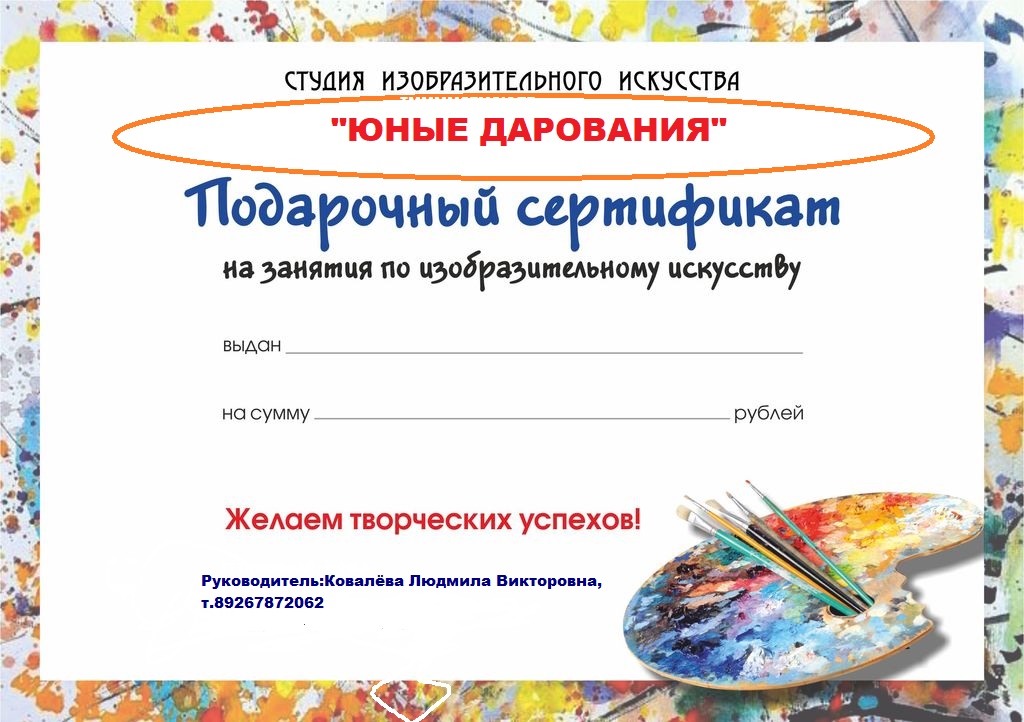 СТУДИЯ ИЗОБРАЗИТЕЛЬНОГО ИСКУССТВА
"ЮНЫЕ ДАРОВАНИЯ"
Подарочный сертификат
на занятия по изобразительному искусству
выдан
на сумму рублей
Желаем творческих успехов!
Руководитель:Ковалёва Людмила Викторовна,
т.89267872062